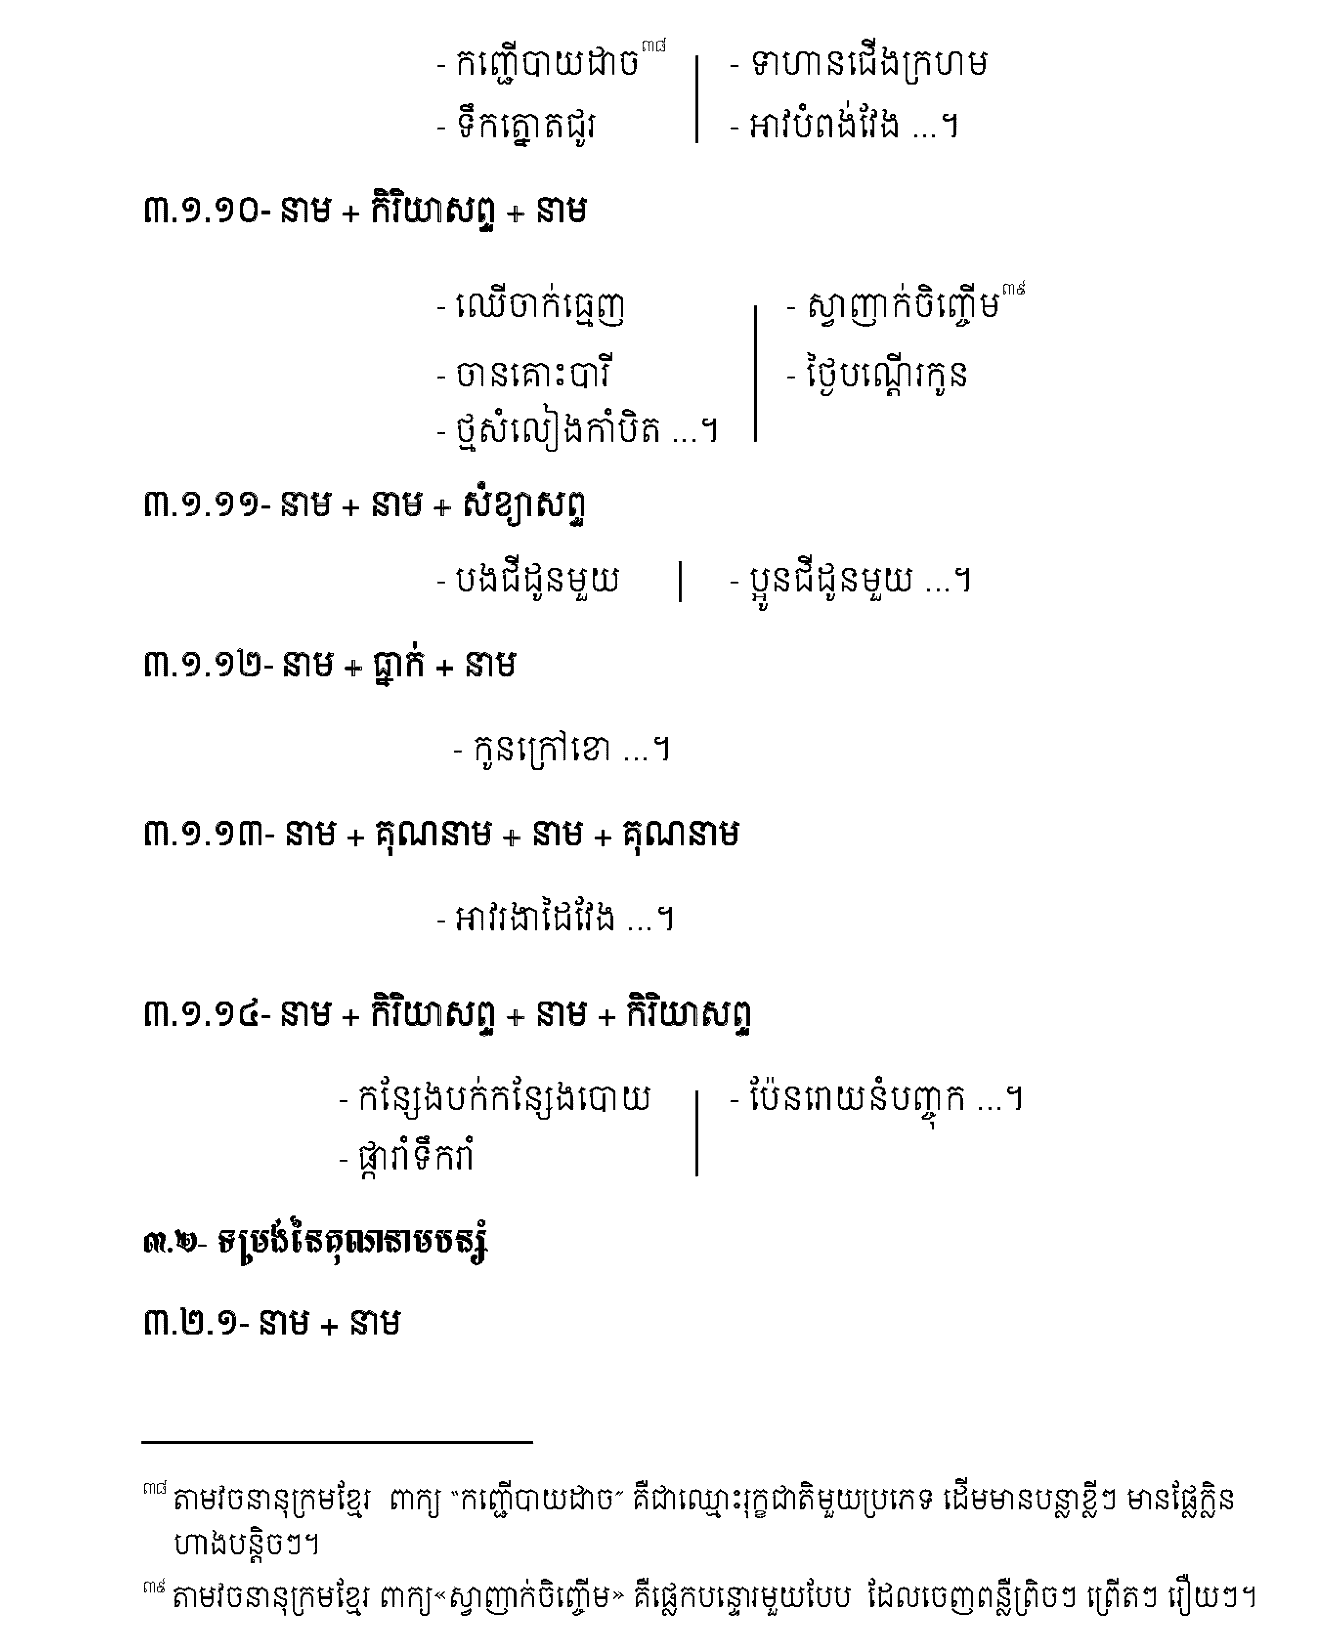 - កញ្ជើបាយដាច៣៨ - ទាហានជើងក្រហម
- ទឹកត្នោតជូរ - អាវបំពង់វែង ...។
៣.១.១០- នាម + កិរិយាសព្ទ + នាម
- ឈើចាក់ធ្មេញ - ស្វាញាក់ចិញ្ចើម៣៩
- ចានគោះបារី - ថ្ងៃបណ្ដើរកូន
- ថ្មសំលៀងកាំបិត ...។
៣.១.១១- នាម + នាម + សំខ្យាសព្ទ
- បងជីដូនមួយ - ប្អូនជីដូនមួយ ...។
៣.១.១២- នាម + ធ្នាក់ + នាម
- កូនក្រៅខោ ...។
៣.១.១៣- នាម + គុណនាម + នាម + គុណនាម
- អាវរងាដៃវែង ...។
៣.១.១៤- នាម + កិរិយាសព្ទ + នាម + កិរិយាសព្ទ
- កន្សែងបក់កន្សែងបោយ - ប៉ែនរោយនំបញ្ចុក ...។
- ផ្ការាំទឹករាំ
៣.២- ទម្រង់នៃគុណនាមបន្សំ
៣.២.១- នាម + នាម
៣៨ តាមវចនានុក្រមខ្មែរ ពាក្យ “កញ្ជើបាយដាច” គឺជាឈ្មោះរុក្ខជាតិមួយប្រភេទ ដើមមានបន្លាខ្លីៗ មានផ្លែក្លិន
ហាងបន្តិចៗ។
៣៩ តាមវចនានុក្រមខ្មែរ ពាក្យ«ស្វាញាក់ចិញ្ចើម» គឺផ្លេកបន្ទោរមួយបែប ដែលចេញពន្លឺព្រិចៗ ព្រើតៗ រឿយៗ។